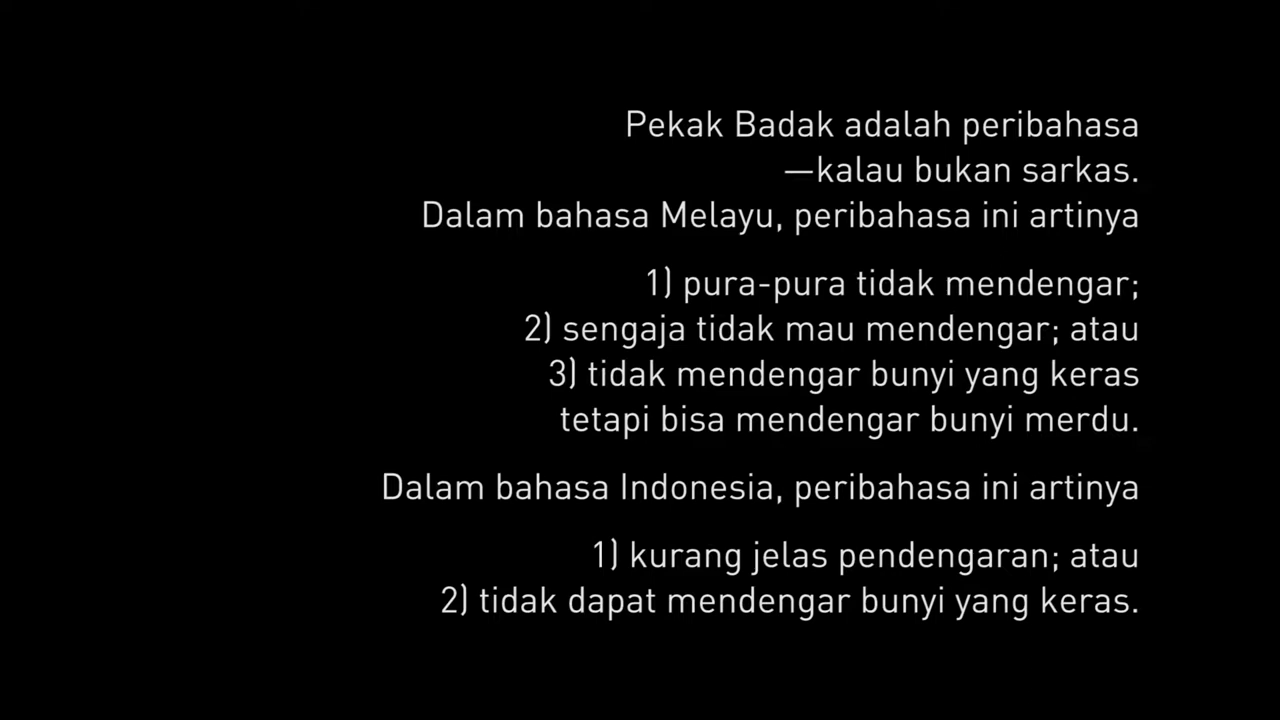 Pekak Badak adalah peribahasa
—kalau bukan sarkas.
Dalam bahasa Melayu, peribahasa ini artinya
1) pura-pura tidak mendengar;
2) sengaja tidak mau mendengar; atau
3) tidak mendengar bunyi yang keras
tetapi bisa mendengar bunyi merdu.
Dalam bahasa Indonesia, peribahasa ini artinya
1) kurang jelas pendengaran; atau
2) tidak dapat mendengar bunyi yang keras.